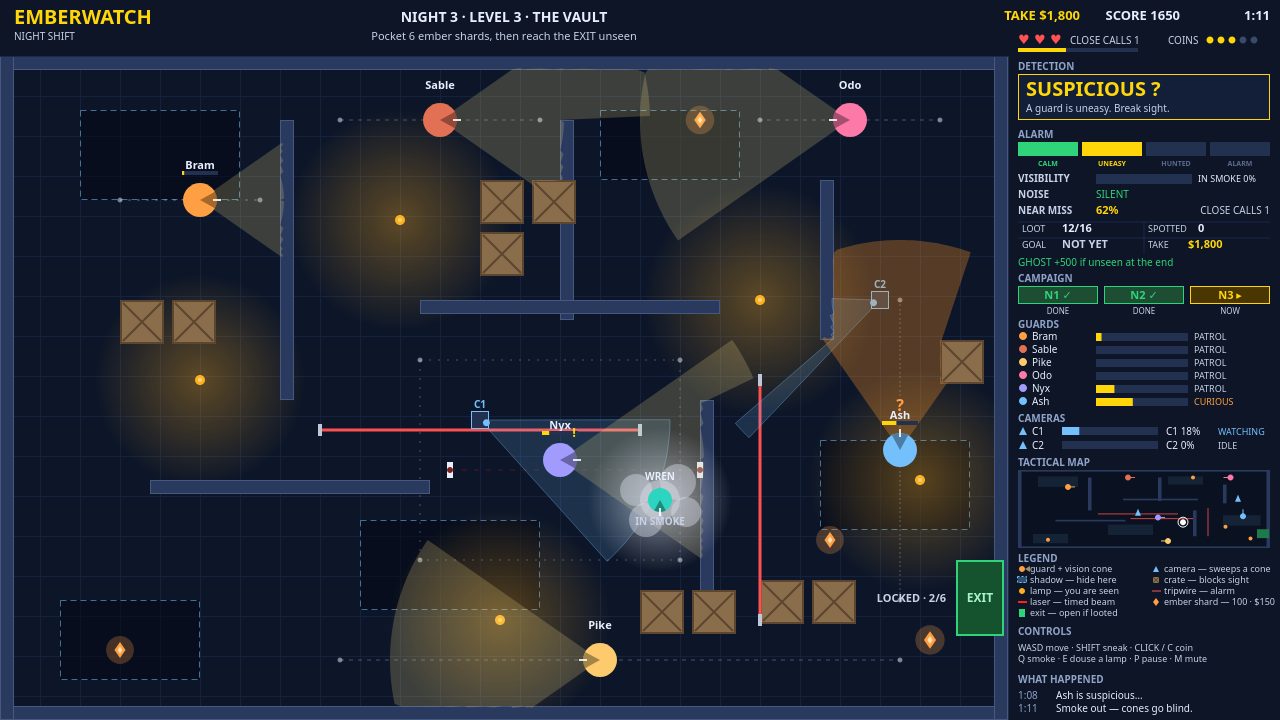 EMBERWATCH
NIGHT SHIFT
NIGHT 3 · LEVEL 3 · THE VAULT
Pocket 6 ember shards, then reach the EXIT unseen
TAKE $1,800 SCORE 1650 1:11
♥ ♥ ♥ CLOSE CALLS 1 COINS
Sable
Odo
Bram
C2
?
Ash
C1
Nyx
!
WREN
IN SMOKE
Pike
LOCKED · 2/6
EXIT
DETECTION
SUSPICIOUS ?
A guard is uneasy. Break sight.
ALARM
CALM UNEASY HUNTED ALARM
VISIBILITY IN SMOKE 0%
NOISE SILENT
NEAR MISS 62% CLOSE CALLS 1
LOOT 12/16 SPOTTED 0
GOAL NOT YET TAKE $1,800
GHOST +500 if unseen at the end
CAMPAIGN
N1 ✓ N2 ✓ N3 ▸
DONE DONE NOW
GUARDS
Bram PATROL
Sable PATROL
Pike PATROL
Odo PATROL
Nyx PATROL
Ash CURIOUS
CAMERAS
C1 C1 18% WATCHING
C2 C2 0% IDLE
TACTICAL MAP
LEGEND
guard + vision cone camera — sweeps a cone
shadow — hide here crate — blocks sight
lamp — you are seen tripwire — alarm
laser — timed beam ember shard — 100 · $150
exit — open if looted
CONTROLS
WASD move · SHIFT sneak · CLICK / C coin
Q smoke · E douse a lamp · P pause · M mute
WHAT HAPPENED
1:08 Ash is suspicious...
1:11 Smoke out — cones go blind.